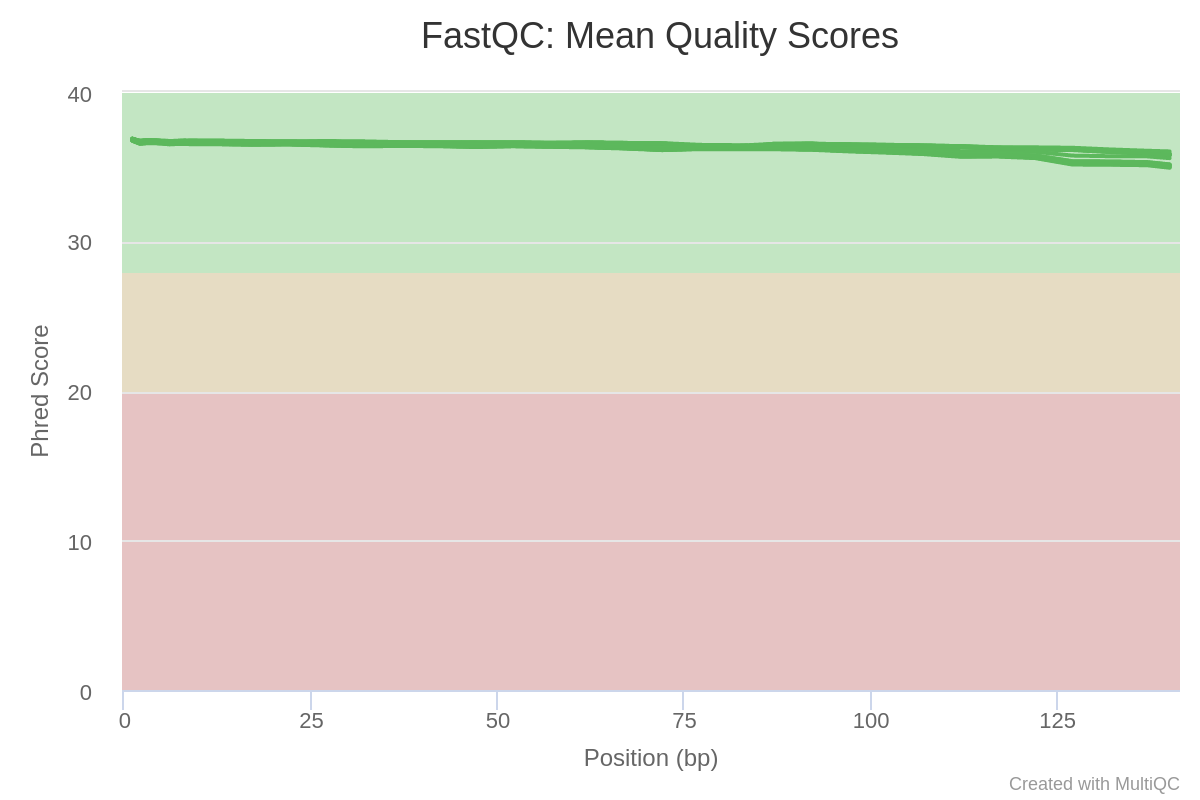 FastQC: Mean Quality Scores
40
30
20
10
0
Phred Score
0 25 50 75 100 125
Position (bp)
Created with MultiQC